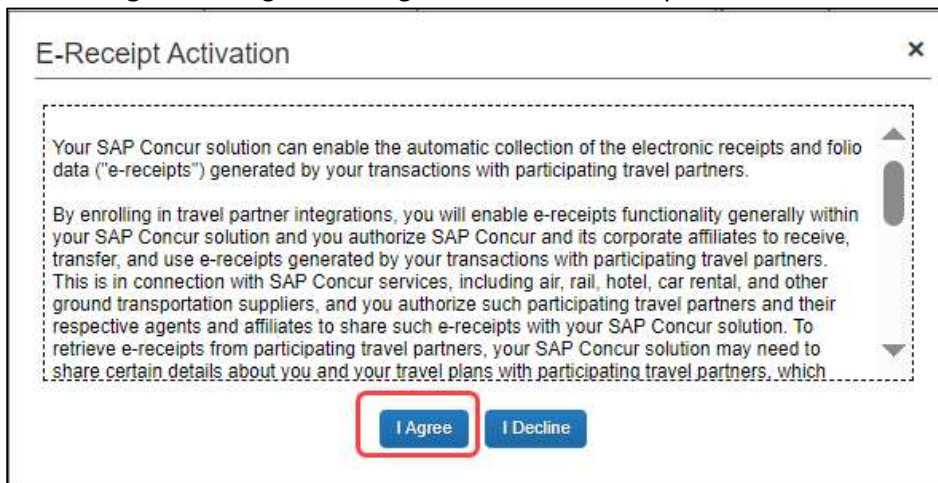 E-Receipt Activation
×
Your SAP Concur solution can enable the automatic collection of the electronic receipts and folio
data ("e-receipts") generated by your transactions with participating travel partners.
By enrolling in travel partner integrations, you will enable e-receipts functionality generally within
your SAP Concur solution and you authorize SAP Concur and its corporate affiliates to receive,
transfer, and use e-receipts generated by your transactions with participating travel partners.
This is in connection with SAP Concur services, including air, rail, hotel, car rental, and other
ground transportation suppliers, and you authorize such participating travel partners and their
respective agents and affiliates to share such e-receipts with your SAP Concur solution. To
retrieve e-receipts from participating travel partners, your SAP Concur solution may need to
share certain details about you and your travel plans with participating travel partners, which
I Agree I Decline